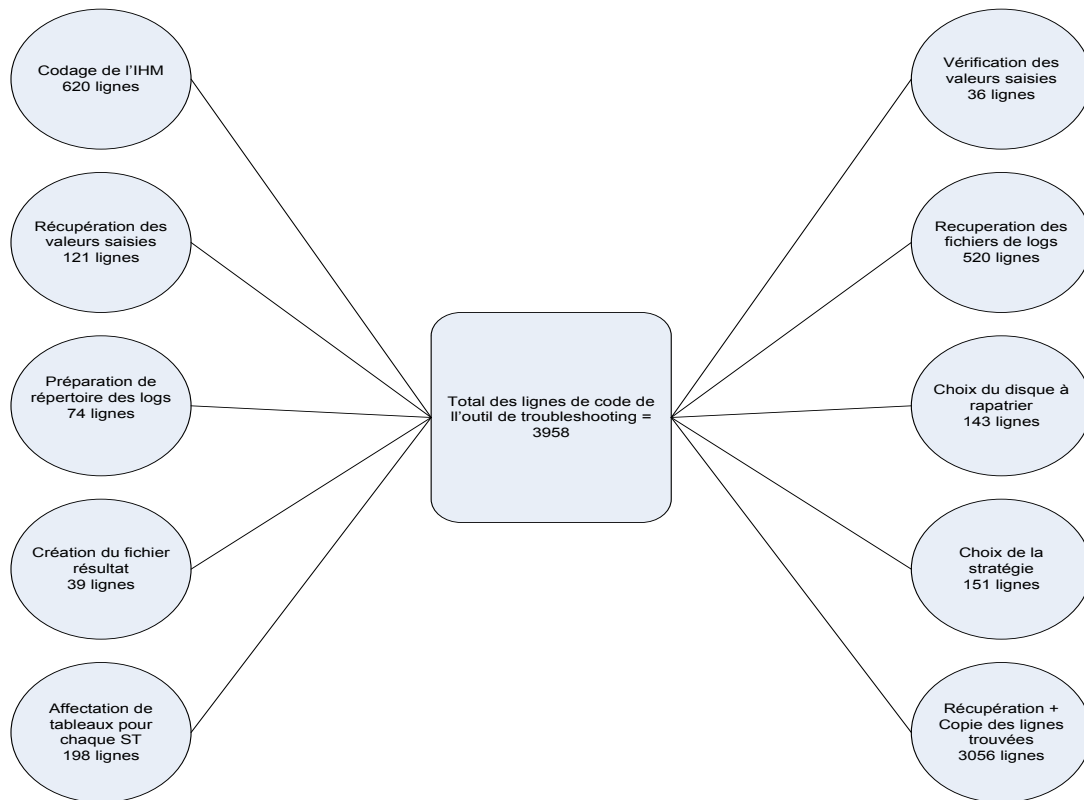 Codage de l'IHM
620 lignes
Récupération des
valeurs saisies
121 lignes
Préparation de
répertoire des logs
74 lignes
Création du fichier
résultat
39 lignes
Affectation de
tableaux pour
chaque ST
198 lignes
Total des lignes de code de
ll'outil de troubleshooting =
3958
Vérification des
valeurs saisies
36 lignes
Recuperation des
fichiers de logs
520 lignes
Choix du disque à
rapatrier
143 lignes
Choix de la
stratégie
151 lignes
Récupération +
Copie des lignes
trouvées
3056 lignes